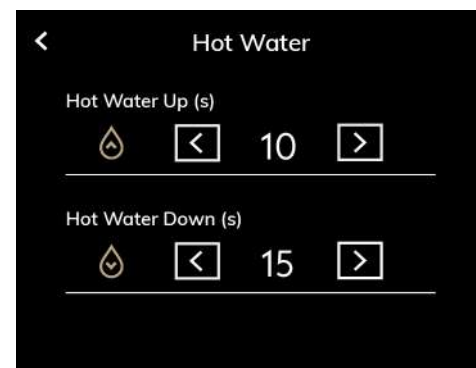 Hot Water
Hot Water Up (s)
10
Hot Water Down (s)
15